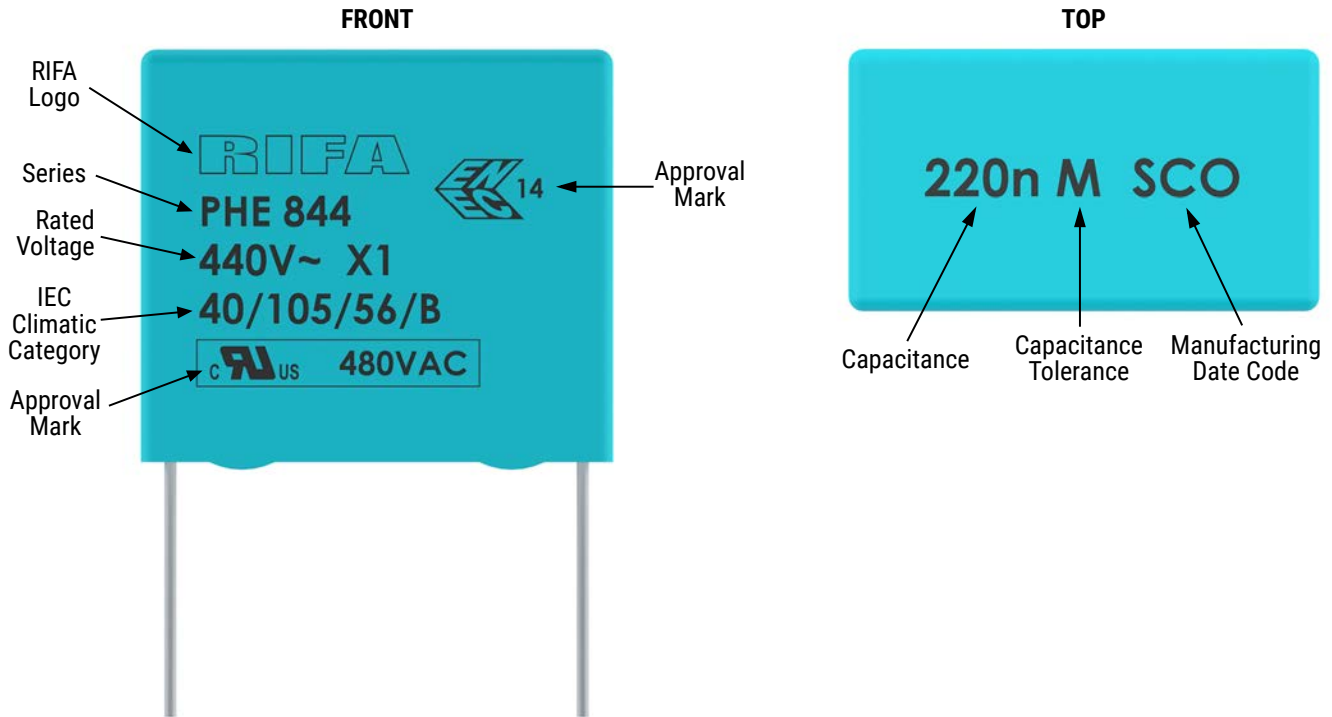 FRONT
RIFA
Logo
Series
Rated
Voltage
IEC
Climatic
Category
Approval
Mark
RIFA
PHE 844
440V~ X1
40/105/56/B
c RU US 480VAC
EN
EC
14
Approval
Mark
TOP
220n M SCO
Capacitance
Capacitance
Tolerance
Manufacturing
Date Code